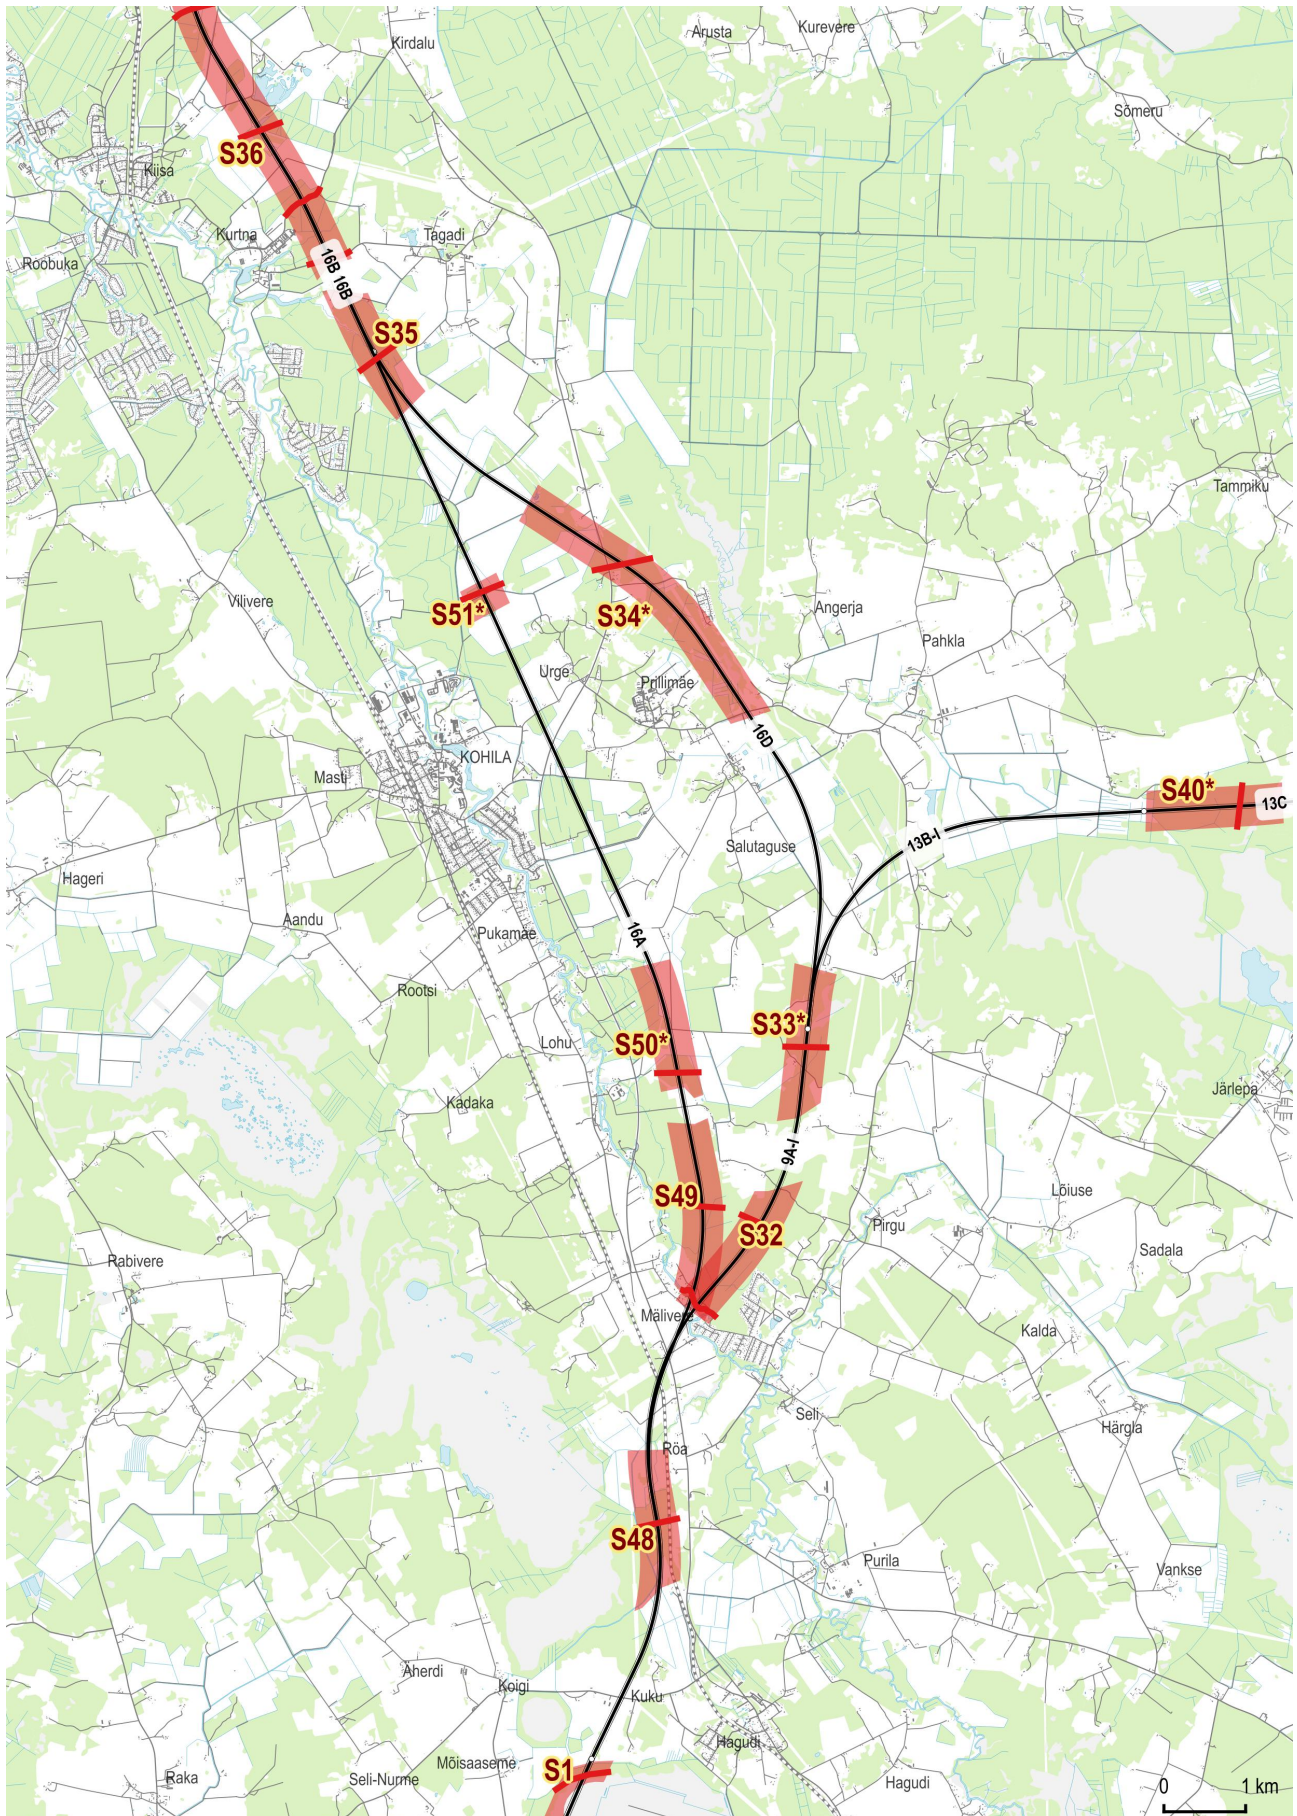 Arusta
Kurevere
Kirdalu
Sõmeru
S36
Kiisa
Kurtna
Tagadi
Roobuka
16B 16B
S35
Tammiku
Vilivere
S51*
S34*
Angerja
Pahkla
Urge
Prillimäe
16D
KOHILA
Masti
S40*
13C
13B-I
Salutaguse
Hageri
Aandu
Pukamäe
16A
Rootsi
S33*
Lohu
S50*
Järlepa
Kädaka
9A-I
S49
Lõiuse
S32
Pirgu
Sadala
Rabivere
Mälivere
Kalda
Seli
Härgla
Röa
S48
Purila
Vankse
Äherdi
Koigi
Kuku
Hagudi
Mõisaaseme
S1
Raka
Seli-Nurme
Hagudi
0 1 km